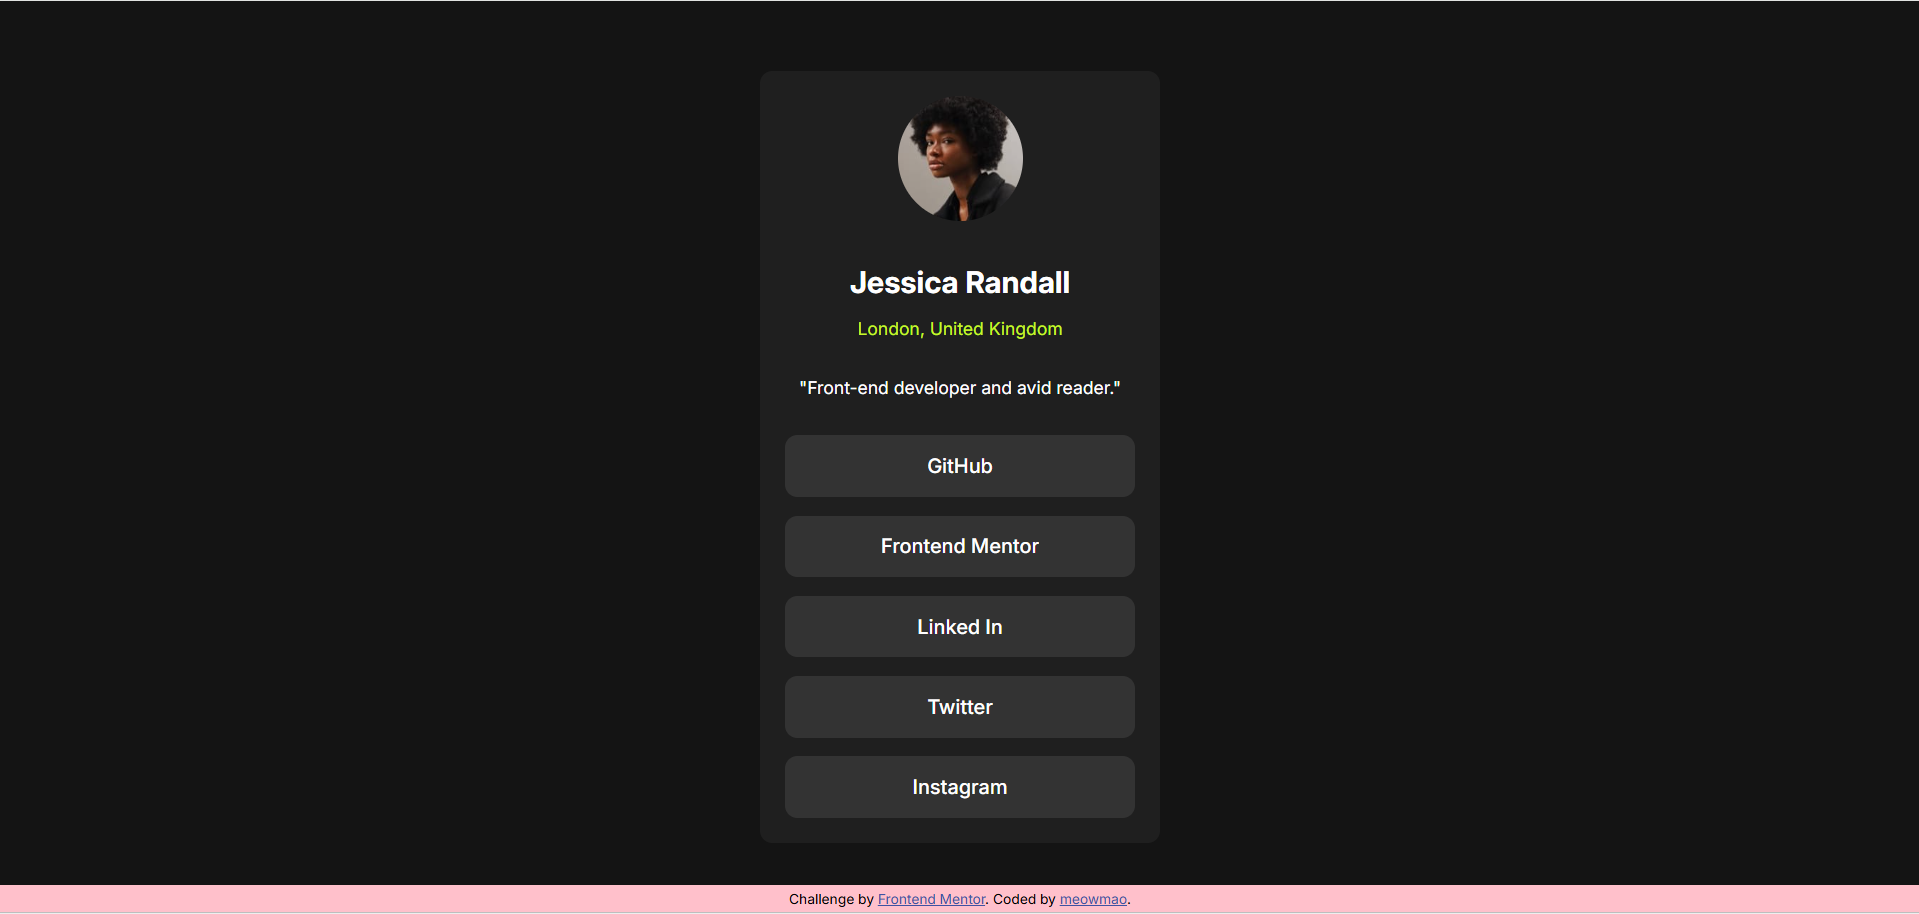 Jessica Randall
London, United Kingdom
"Front-end developer and avid reader."
GitHub
Frontend Mentor
Linked In
Twitter
Instagram
Challenge by Frontend Mentor. Coded by meowmao.